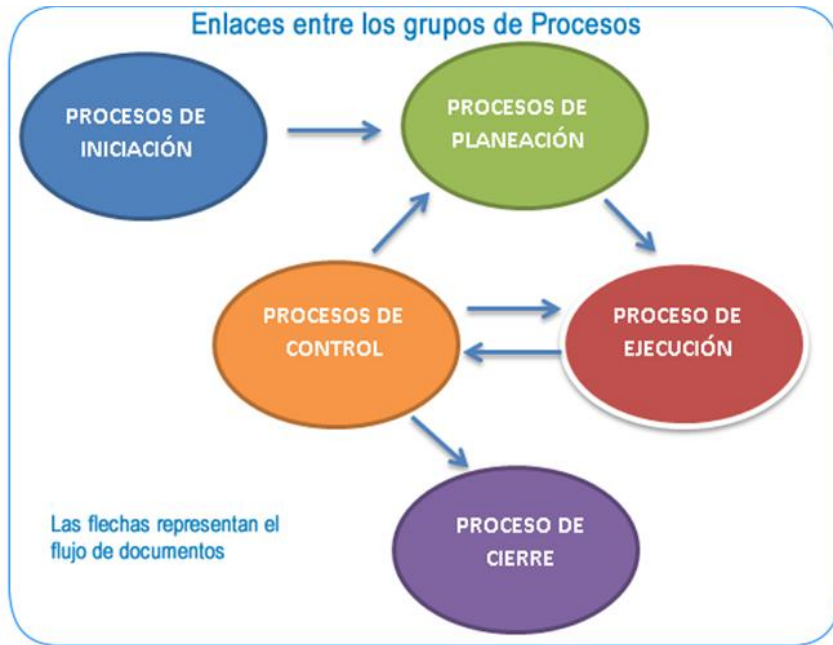 Enlaces entre los grupos de Procesos
PROCESOS DE
INICIACIÓN
PROCESOS DE
PLANEACIÓN
PROCESOS DE
CONTROL
PROCESO DE
EJECUCIÓN
PROCESO DE
CIERRE
Las flechas representan el
flujo de documentos